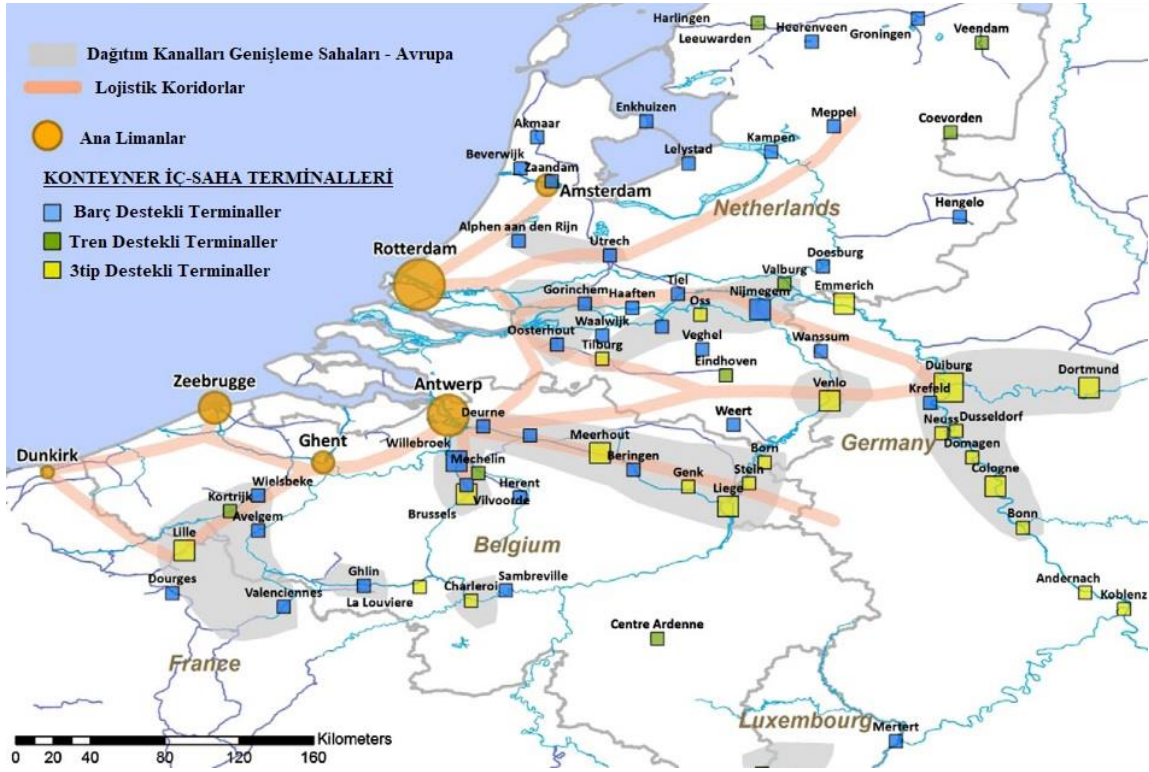 Dağıtım Kanalları Genişleme Sahaları - Avrupa
Lojistik Koridorlar
Ana Limanlar
KONTEYNER İÇ-SAHA TERMİNALLERİ
Barç Destekli Terminaller
Tren Destekli Terminaller
3tip Destekli Terminaller
Harlingen
Leeuwarden
Heerenveen
Groningen
Veendam
Enkhuizen
Akmaar
Meppel
Coevorden
Kampen
Beverwijk
Zaandam
Lelystad
Amsterdam
Netherlands
Hengelo
Alphen aan den Rijn
Utrech
Rotterdam
Doesburg
Tiel
Valburg
Emmerich
Gorinchem
Haaften
Nijmegem
Oss
Waalwijk
Oosterhout
Tilburg
Veghel
Wanssum
Eindhoven
Zeebrugge
Antwerp
Venlo
Duiburg
Dortmund
Krefeld
Deurne
Weert
Neuss
Dusseldorf
Ghent
Willebroek
Meerhout
Germany
Dunkirk
Born
Domagen
Mechelin
Beringen
Wielsbeke
Genk
Stein
Cologne
Kortrijk
Herent
Vilvoorde
Liege
Avelgem
Brussels
Bonn
Lille
Belgium
Ghlin
Sambreville
Charleroi
Dourges
Valenciennes
La Louviere
Andernach
Koblenz
Centre Ardenne
France
Luxembourg
Mertert
Kilometers
0 20 40 80 120 160